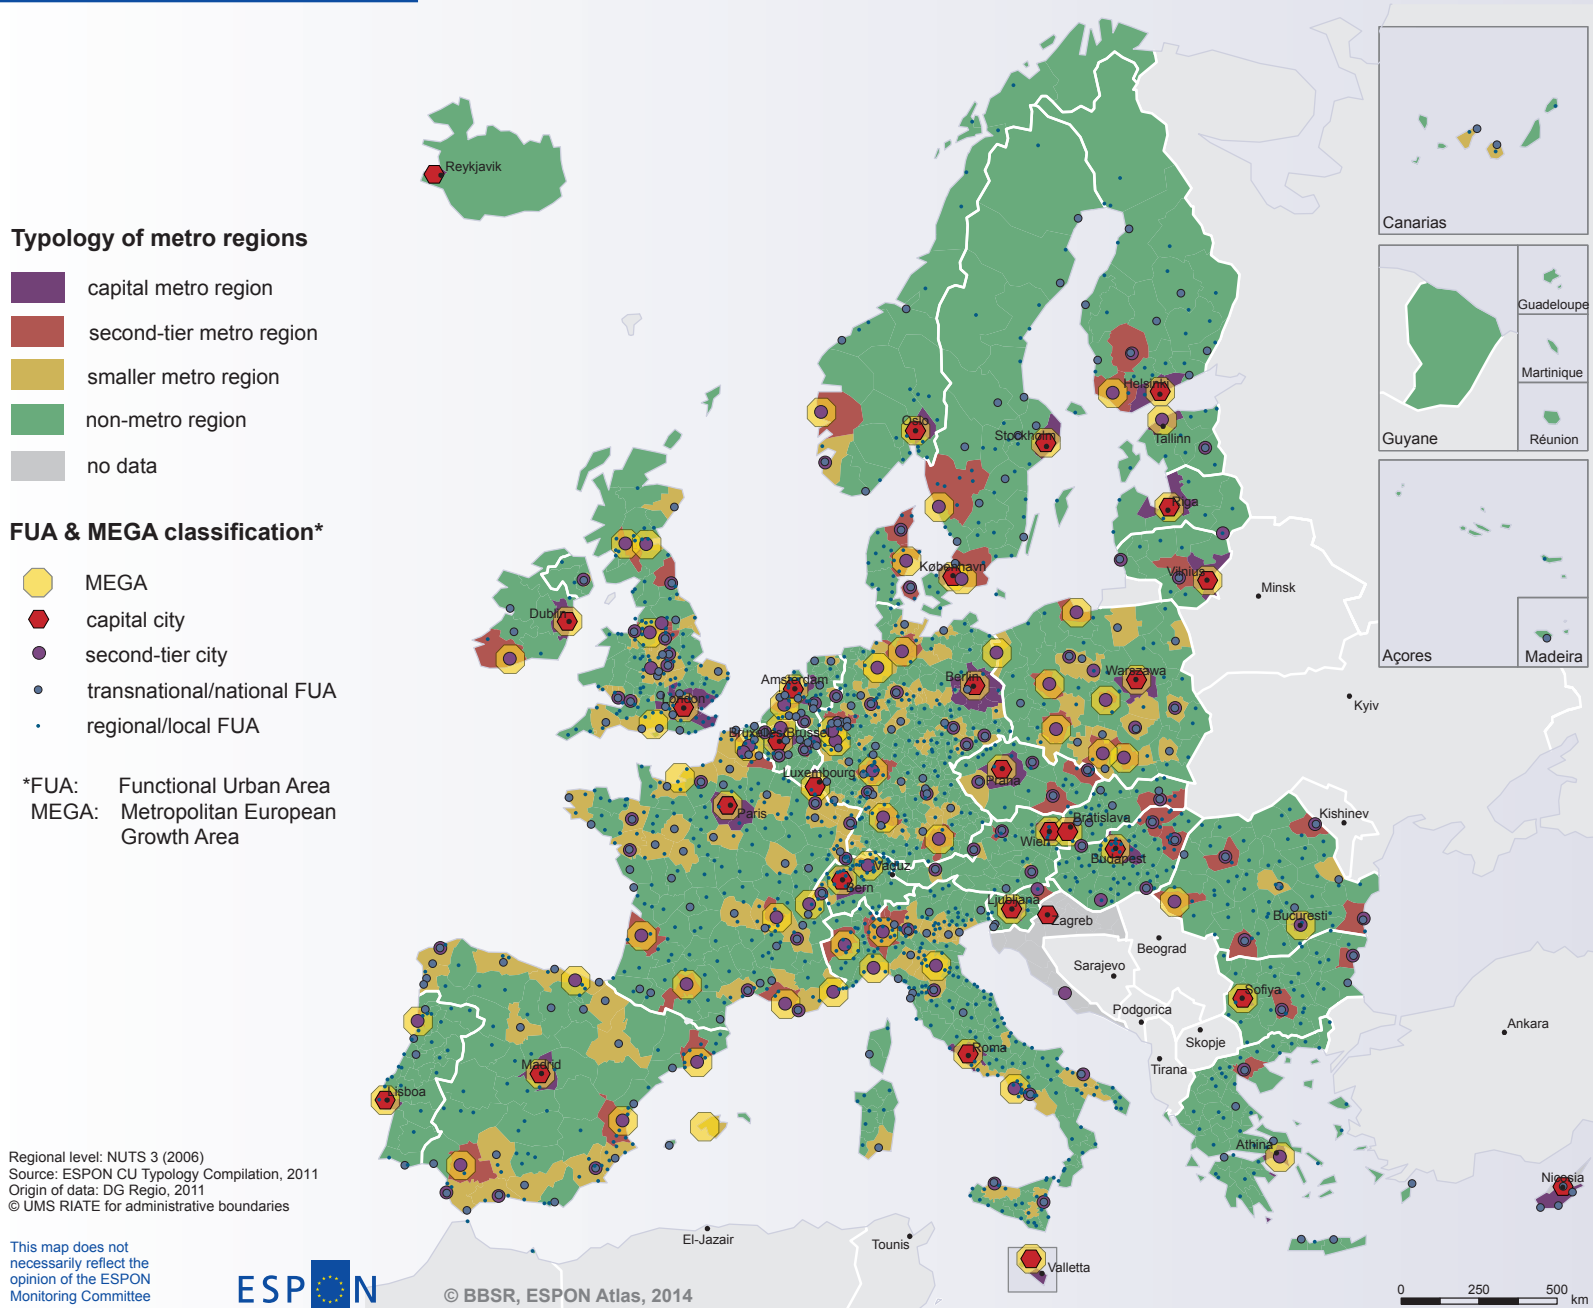 Typology of metro regions
capital metro region
second-tier metro region
smaller metro region
non-metro region
no data
FUA & MEGA classification*
MEGA
capital city
second-tier city
transnational/national FUA
regional/local FUA
*FUA: Functional Urban Area
MEGA: Metropolitan European
Growth Area
Regional level: NUTS 3 (2006)
Source: ESPON CU Typology Compilation, 2011
Origin of data: DG Regio, 2011
© UMS RIATE for administrative boundaries
This map does not
necessarily reflect the
opinion of the ESPON
Monitoring Committee
ESPON
© BBSR, ESPON Atlas, 2014
Reykjavik
Helsinki
Oslo
Stockholm
Tallinn
Riga
København
Vilnius
Minsk
Dublin
Amsterdam
Berlin
Warszawa
London
Kyiv
Bruxelles/Brussel
Luxembourg
Praha
Paris
Kishinev
Bratislava
Wien
Budapest
Vaduz
Bern
Ljubljana
Zagreb
Bucuresti
Beograd
Sarajevo
Sofiya
Podgorica
Ankara
Skopje
Roma
Tirana
Madrid
Lisboa
Athina
Nicosia
El-Jazair
Tounis
Valletta
Canarias
Guadeloupe
Martinique
Guyane
Réunion
Açores
Madeira
0 250 500
km